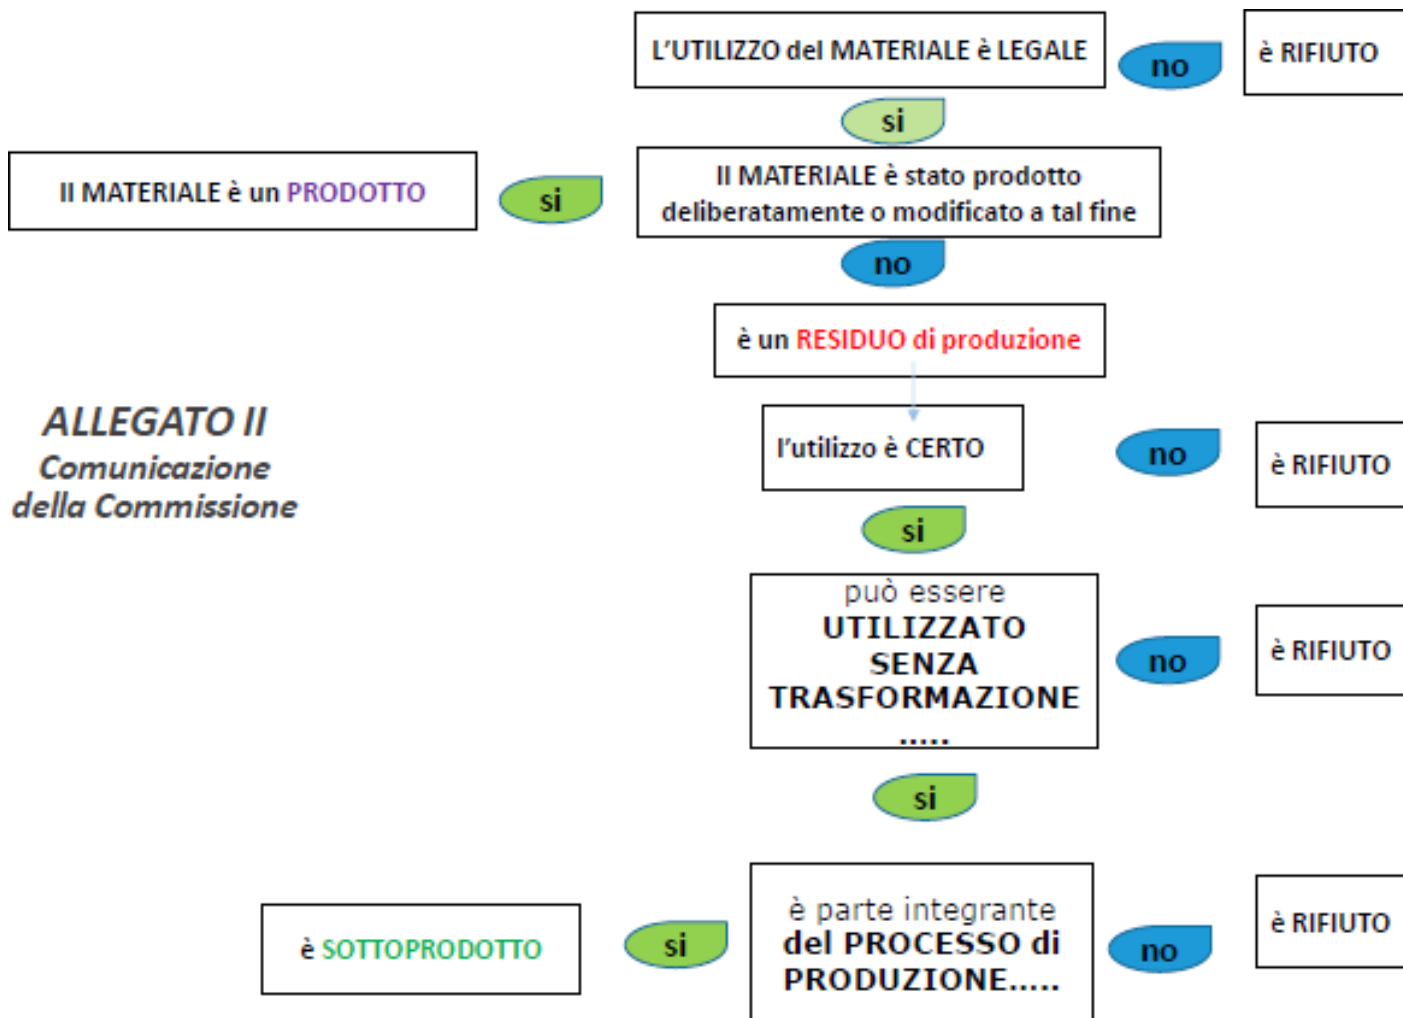 L'UTILIZZO del MATERIALE è LEGALE
no
è RIFIUTO
si
Il MATERIALE è un PRODOTTO
si
Il MATERIALE è stato prodotto
deliberatamente o modificato a tal fine
no
è un RESIDUO di produzione
ALLEGATO II
Comunicazione
della Commissione
l'utilizzo è CERTO
no
è RIFIUTO
si
può essere
UTILIZZATO
SENZA
TRASFORMAZIONE
.....
no
è RIFIUTO
si
è parte integrante
del PROCESSO di
PRODUZIONE.....
no
è RIFIUTO
si
è SOTTOPRODOTTO